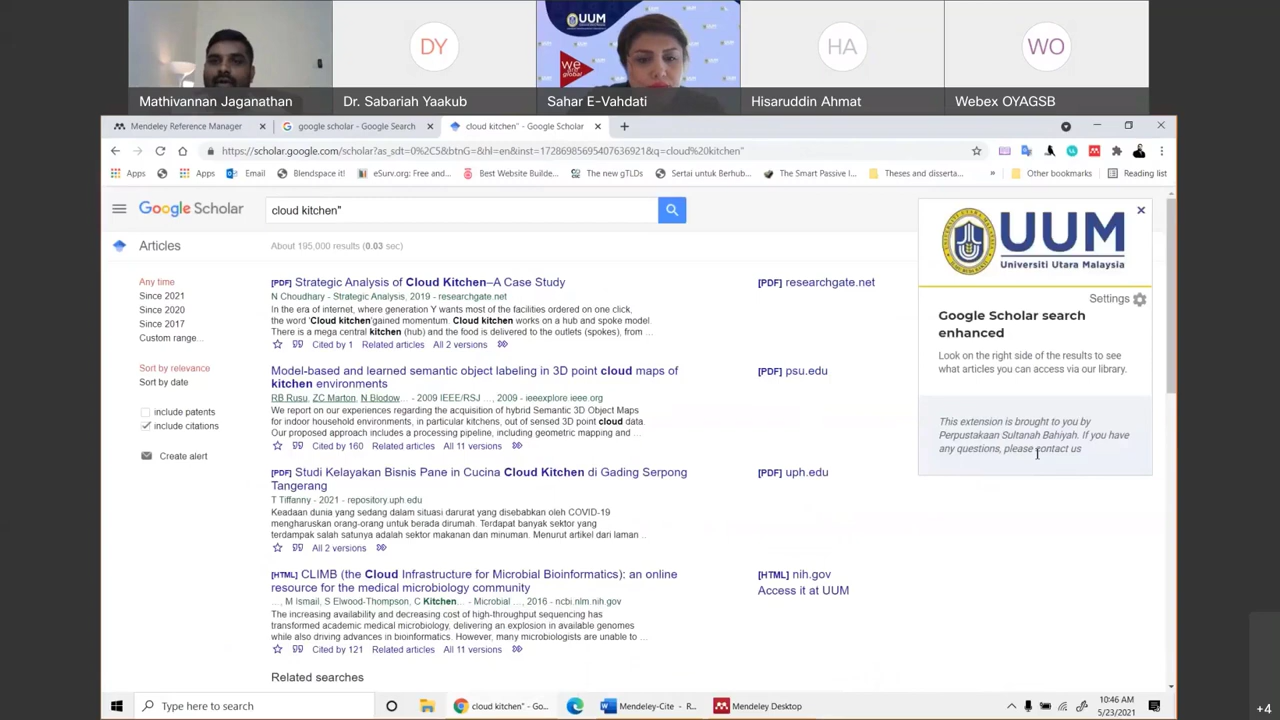 DY
UUM
we
are
global
HA
WO
Mathivannan Jaganathan
Dr. Sabariah Yaakub
Sahar E-Vahdati
Hisaruddin Ahmat
Webex OYAGSB
Mendeley Reference Manager
google scholar - Google Search
cloud kitchen" - Google Scholar
https://scholar.google.com/scholar?as_sdt=0%2C5&btnG=&hl=en&inst=1728698569540763692 1&q=cloud%20kitchen"
Apps
Apps
Email
Blendspace it!
eSurv.org: Free and...
Best Website Builde...
The new gTLDs
Sertai untuk Berhub...
The Smart Passive I...
Theses and disserta...
»
Other bookmarks
Reading list
Google Scholar
cloud kitchen"
UUM
Universiti Utara Malaysia
Articles
About 195,000 results (0.03 sec)
Any time
Since 2021
Since 2020
Since 2017
Custom range...
Sort by relevance
Sort by date
include patents
include citations
Create alert
[PDF] Strategic Analysis of Cloud Kitchen–A Case Study
N Choudhary - Strategic Analysis, 2019 - researchgate.net
In the era of internet, where generation Y wants most of the facilities ordered on one click,
the word 'Cloud kitchen'gained momentum. Cloud kitchen works on a hub and spoke model.
There is a mega central kitchen (hub) and the food is delivered to the outlets (spokes), from ...
Cited by 1 Related articles All 2 versions
[PDF] researchgate.net
Model-based and learned semantic object labeling in 3D point cloud maps of
kitchen environments
RB Rusu, ZC Marton, N Blodow... - 2009 IEEE/RSJ ..., 2009 - ieeexplore.ieee.org
We report on our experiences regarding the acquisition of hybrid Semantic 3D Object Maps
for indoor household environments, in particular kitchens, out of sensed 3D point cloud data.
Our proposed approach includes a processing pipeline, including geometric mapping and ...
Cited by 160 Related articles All 11 versions
[PDF] psu.edu
[PDF] Studi Kelayakan Bisnis Pane in Cucina Cloud Kitchen di Gading Serpong
Tangerang
T Tiffanny - 2021 - repository.uph.edu
Keadaan dunia yang sedang dalam situasi darurat yang disebabkan oleh COVID-19
mengharuskan orang-orang untuk berada dirumah. Terdapat banyak sektor yang
terdampak salah satunya adalah sektor makanan dan minuman. Menurut artikel dari laman ..
All 2 versions
[PDF] uph.edu
[HTML] CLIMB (the Cloud Infrastructure for Microbial Bioinformatics): an online
resource for the medical microbiology community
..., M Ismail, S Elwood-Thompson, C Kitchen... - Microbial ..., 2016 - ncbi.nlm.nih.gov
The increasing availability and decreasing cost of high-throughput sequencing has
transformed academic medical microbiology, delivering an explosion in available genomes
while also driving advances in bioinformatics. However, many microbiologists are unable to ...
Cited by 121 Related articles All 11 versions
[HTML] nih.gov
Access it at UUM
Related searches
Settings
Google Scholar search
enhanced
Look on the right side of the results to see
what articles you can access via our library.
This extension is brought to you by
Perpustakaan Sultanah Bahiyah. If you have
any questions, please contact us
Type here to search
cloud kitchen" - Go...
Mendeley-Cite - R...
Mendeley Desktop
10:46 AM
5/23/2021
+4